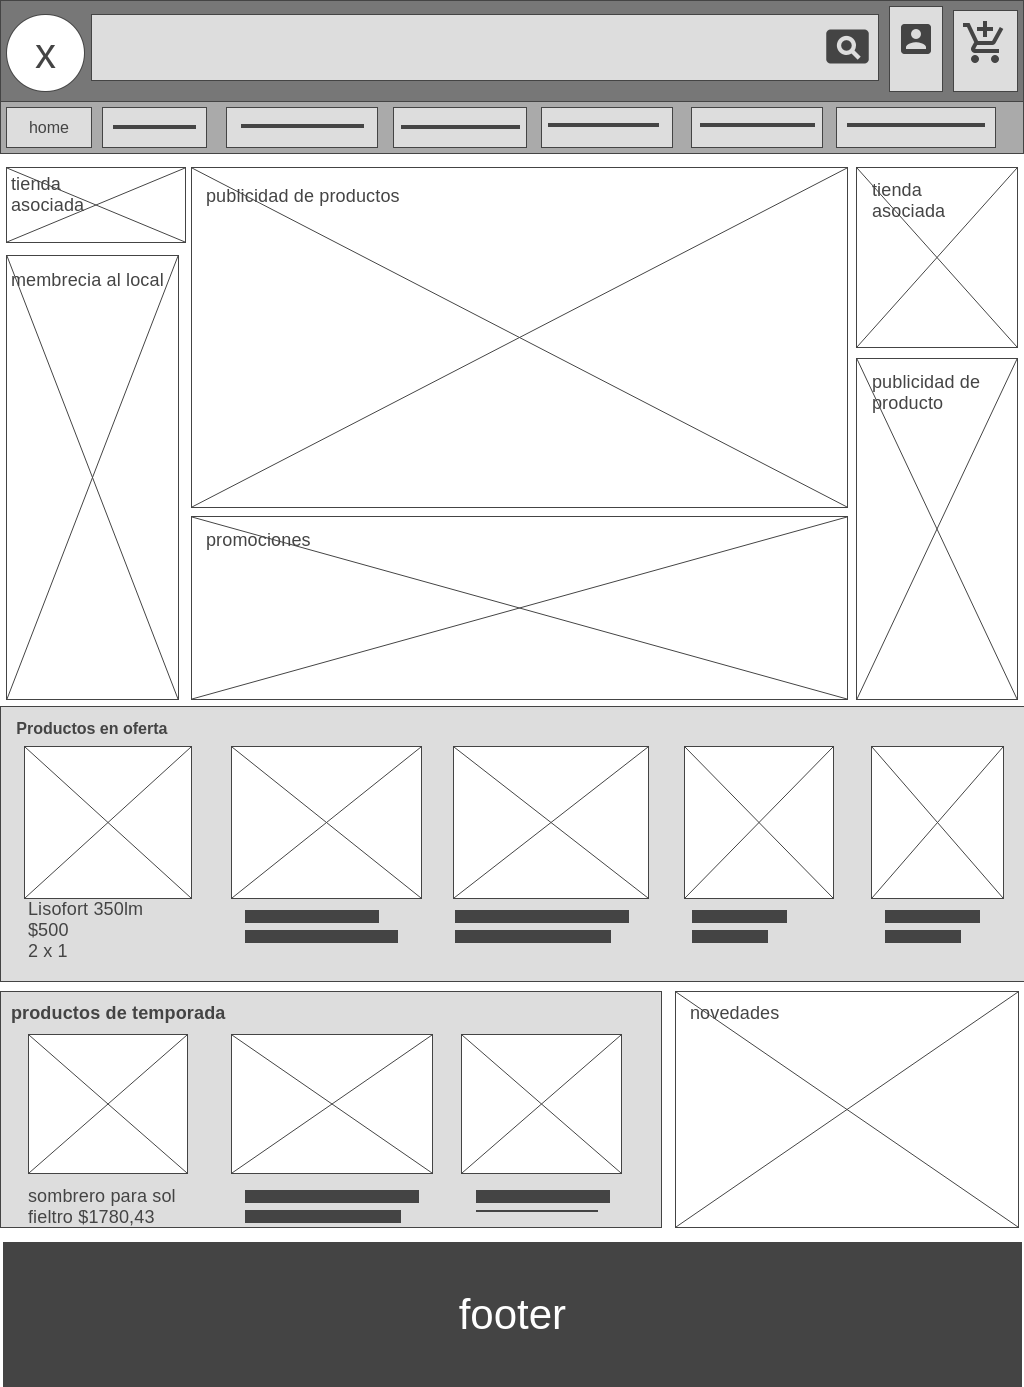 x
home
tienda
asociada
publicidad de productos
tienda
asociada
membrecia al local
publicidad de
producto
promociones
Productos en oferta
Lisofort 350lm
$500
2 x 1
productos de temporada
novedades
sombrero para sol
fieltro $1780,43
footer